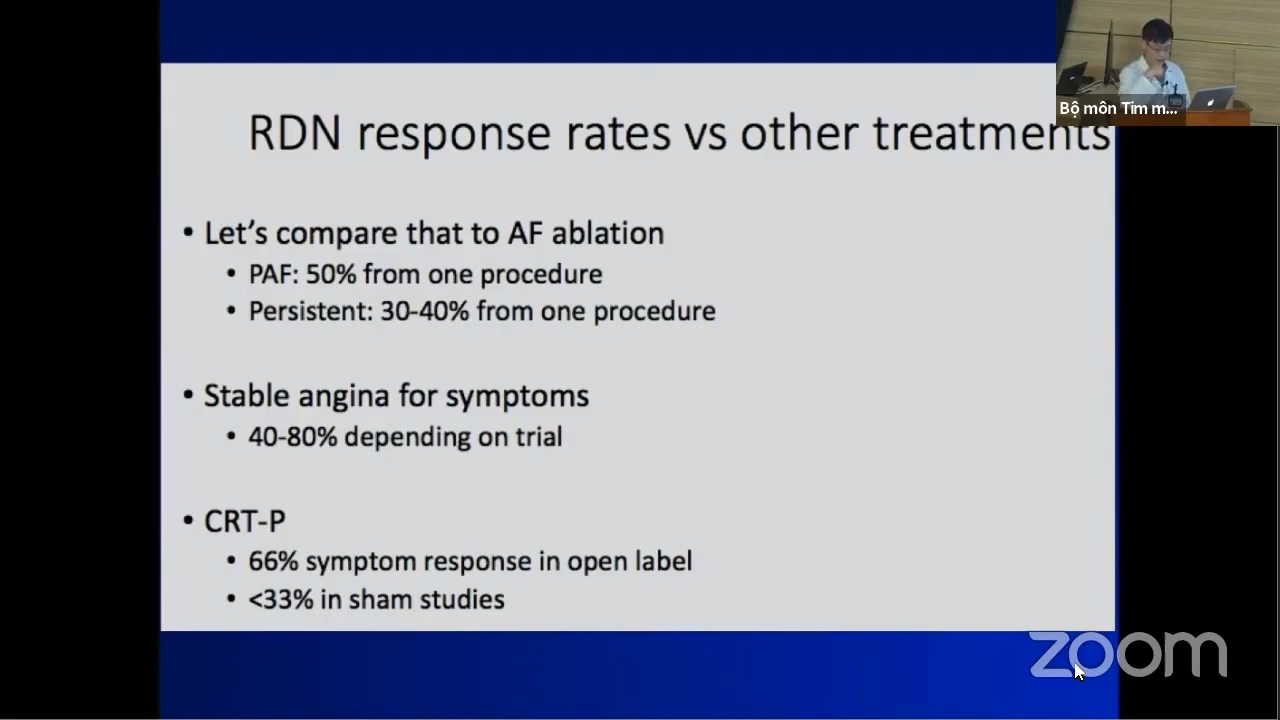 RDN response rates vs other treatments
Bộ môn Tim m...
• Let's compare that to AF ablation
• PAF: 50% from one procedure
• Persistent: 30-40% from one procedure
• Stable angina for symptoms
• 40-80% depending on trial
• CRT-P
• 66% symptom response in open label
• <33% in sham studies
zoom